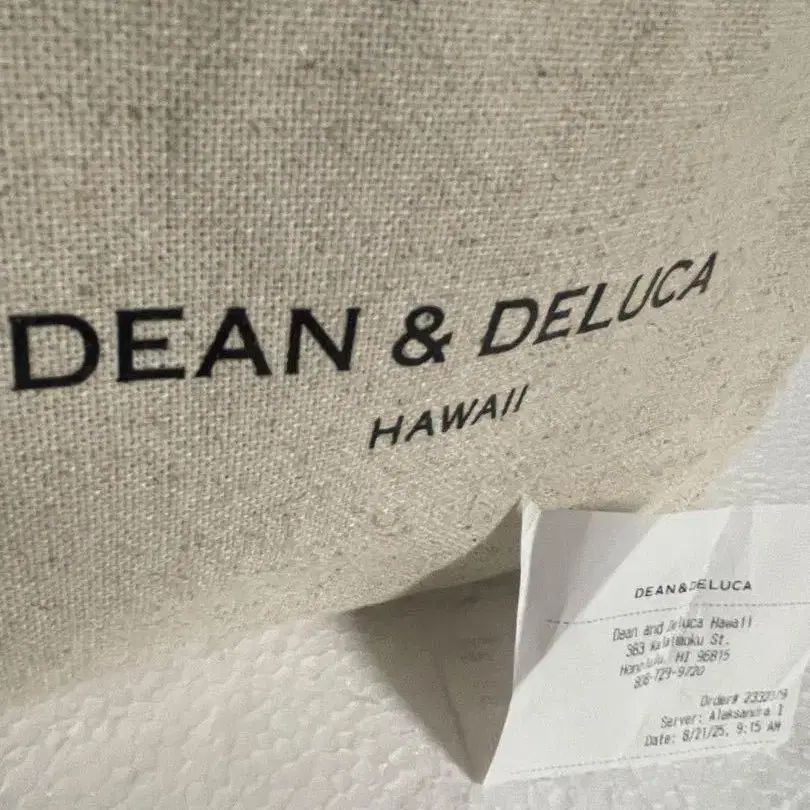 DEAN & DELUCA
HAWAII
DEAN & DELUCA
Dean and Deluca Hawaii
383 Kalaimoku St.
Honolulu, HI 96815
808-729-9720
Order#
Server: Aleksandra I
Date: 8/21/25, 9:15 AM